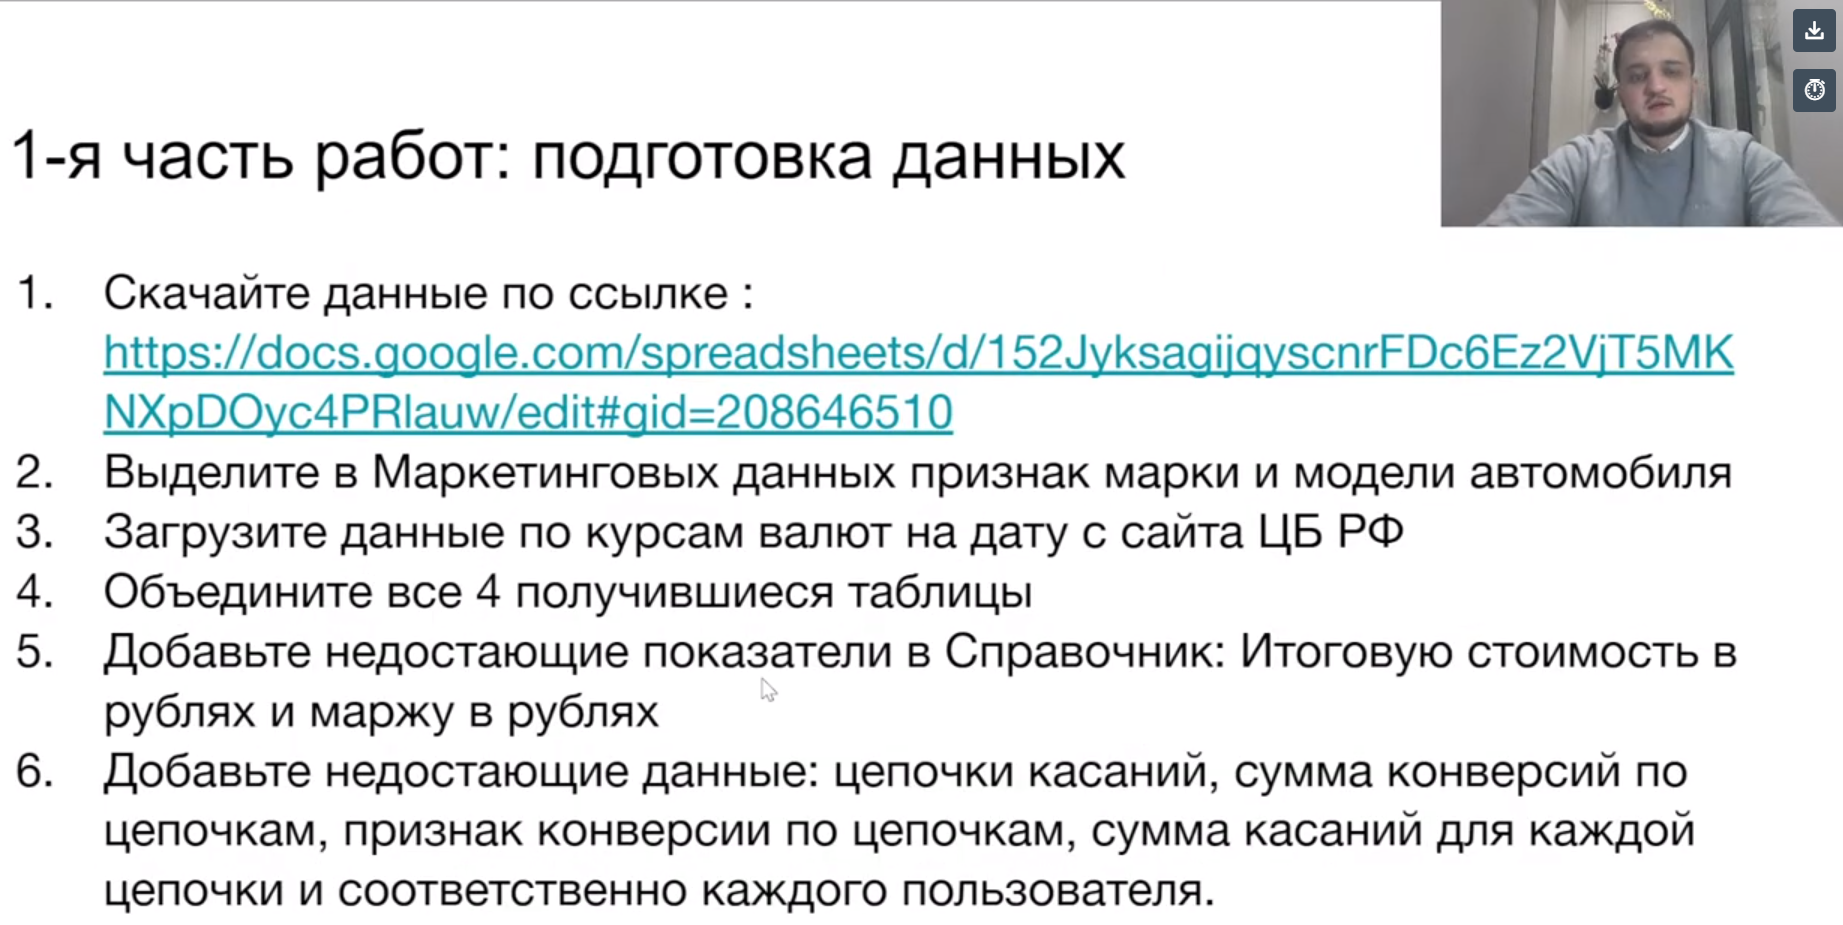 1-я часть работ: подготовка данных
1. Скачайте данные по ссылке :
https://docs.google.com/spreadsheets/d/152JyksagijqyscnrFDc6Ez2VjT5MK
NXpDOyc4PRlauw/edit#gid=208646510
2. Выделите в Маркетинговых данных признак марки и модели автомобиля
3. Загрузите данные по курсам валют на дату с сайта ЦБ РФ
4. Объедините все 4 получившиеся таблицы
5. Добавьте недостающие показатели в Справочник: Итоговую стоимость в
рублях и маржу в рублях
6. Добавьте недостающие данные: цепочки касаний, сумма конверсий по
цепочкам, признак конверсии по цепочкам, сумма касаний для каждой
цепочки и соответственно каждого пользователя.